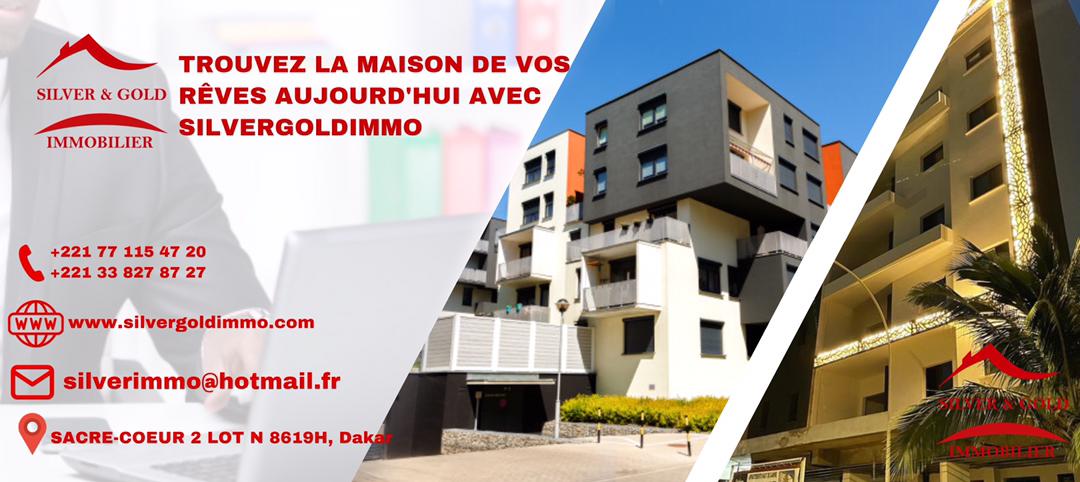 SILVER & GOLD
IMMOBILIER
TROUVEZ LA MAISON DE VOS
RÊVES AUJOURD'HUI AVEC
SILVERGOLDIMMO
+221 77 115 47 20
+221 33 827 87 27
WWW
www.silvergoldimmo.com
silverimmo@hotmail.fr
SACRE-COEUR 2 LOT N 8619H, Dakar
SILVER & GOLD
IMMOBILIER